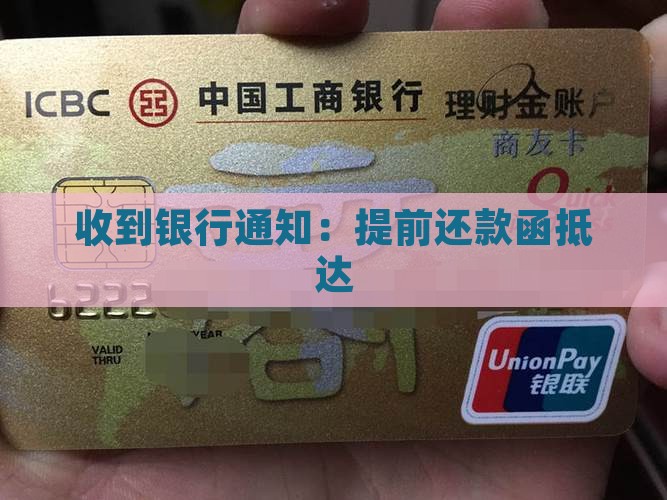 ICBC 中国工商银行 理财金账户
商友卡
Quick
收到银行通知：提前还款函抵
达
6222
YEAR
VALID
THRU
UnionPay
银联